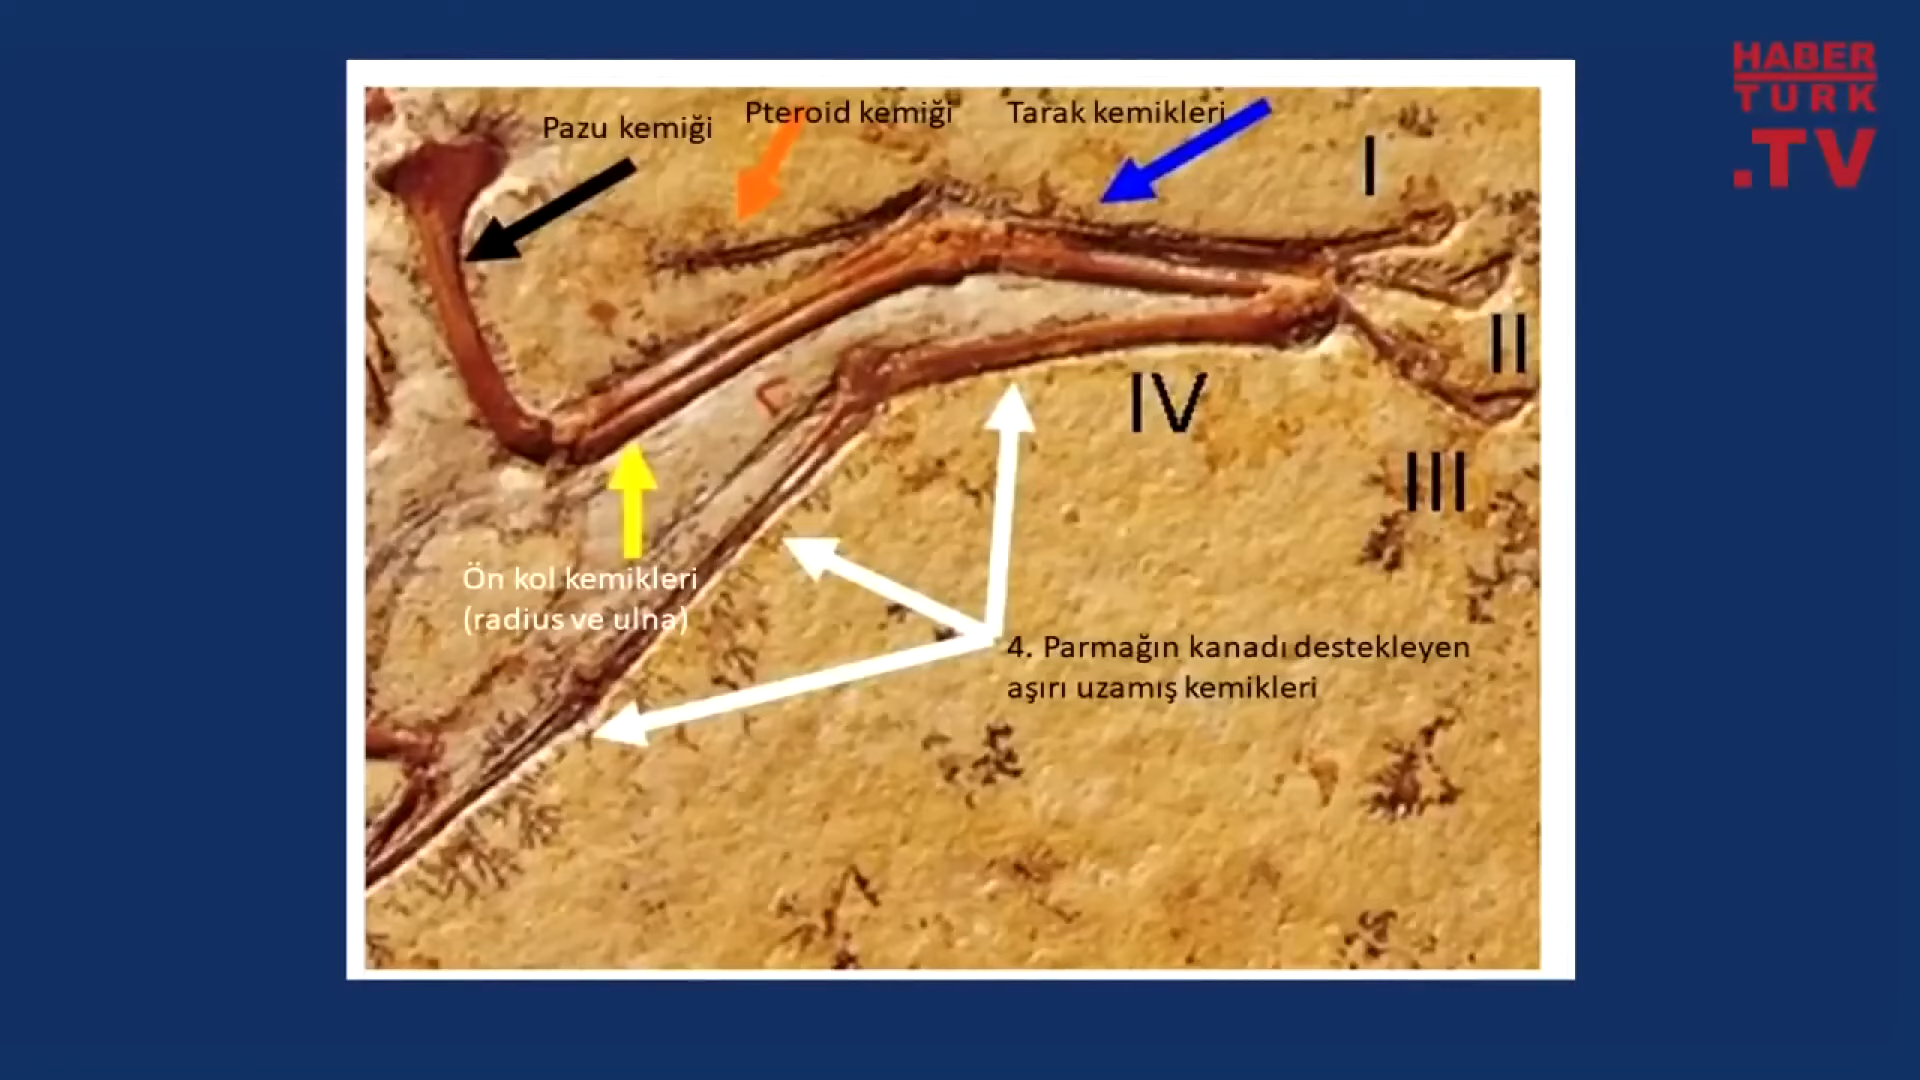 HABER
TURK
.TV
Pazu kemiği
Pteroid kemiği
Tarak kemikleri
I
II
IV
III
Ön kol kemikleri
(radius ve ulna)
4. Parmağın kanadı destekleyen
aşırı uzamış kemikleri